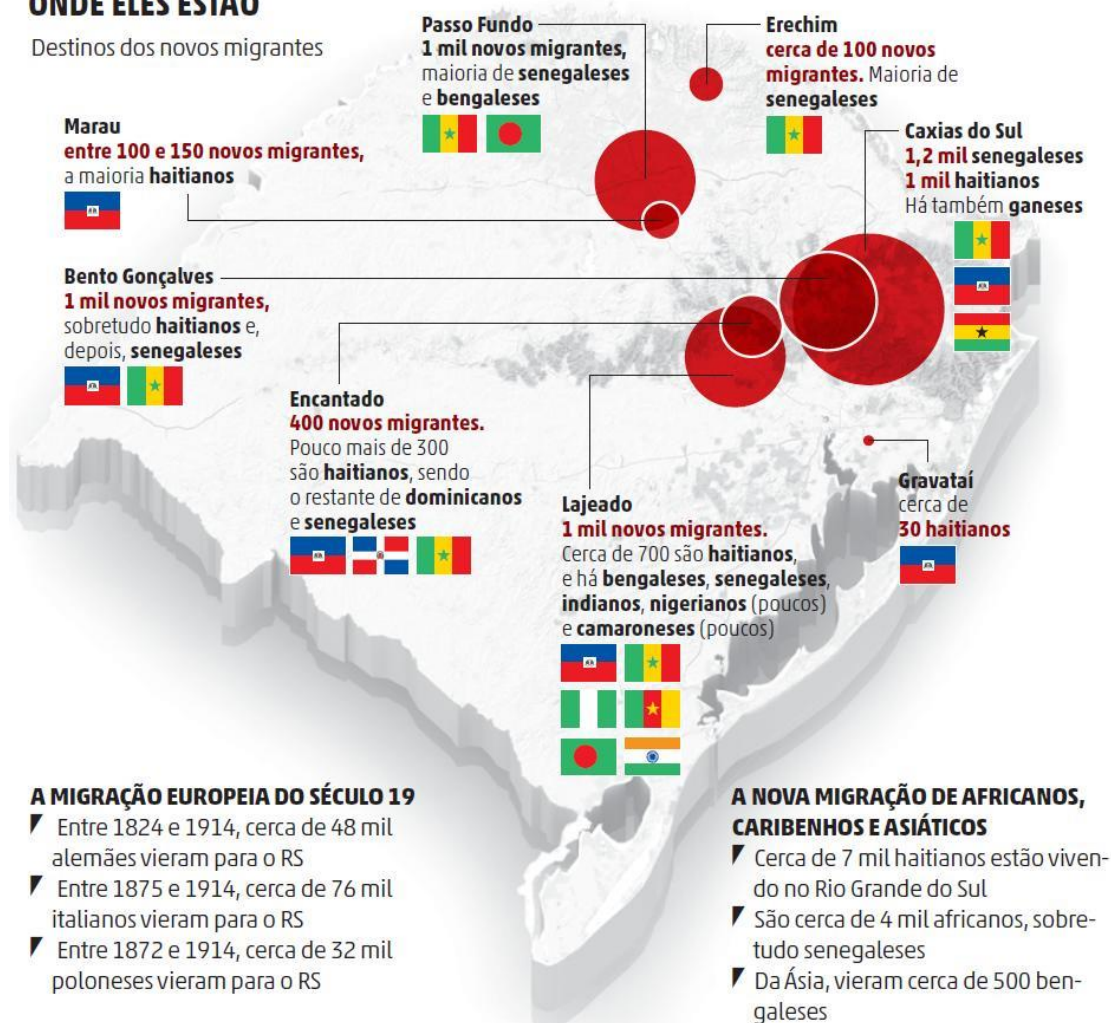 ONDE ELES ESTÃO
Destinos dos novos migrantes
Passo Fundo
1 mil novos migrantes,
maioria de senegaleses
e bengaleses
Erechim
cerca de 100 novos
migrantes. Maioria de
senegaleses
Marau
entre 100 e 150 novos migrantes,
a maioria haitianos
Caxias do Sul
1,2 mil senegaleses
1 mil haitianos
Há também ganeses
Bento Gonçalves
1 mil novos migrantes,
sobretudo haitianos e,
depois, senegaleses
Encantado
400 novos migrantes.
Pouco mais de 300
são haitianos, sendo
o restante de dominicanos
e senegaleses
Lajeado
1 mil novos migrantes.
Cerca de 700 são haitianos,
e há bengaleses, senegaleses,
indianos, nigerianos (poucos)
e camaroneses (poucos)
Gravataí
cerca de
30 haitianos
A MIGRAÇÃO EUROPEIA DO SÉCULO 19
Entre 1824 e 1914, cerca de 48 mil
alemães vieram para o RS
Entre 1875 e 1914, cerca de 76 mil
italianos vieram para o RS
Entre 1872 e 1914, cerca de 32 mil
poloneses vieram para o RS
A NOVA MIGRAÇÃO DE AFRICANOS,
CARIBENHOS E ASIÁTICOS
Cerca de 7 mil haitianos estão viven-
do no Rio Grande do Sul
São cerca de 4 mil africanos, sobre-
tudo senegaleses
Da Ásia, vieram cerca de 500 ben-
galeses